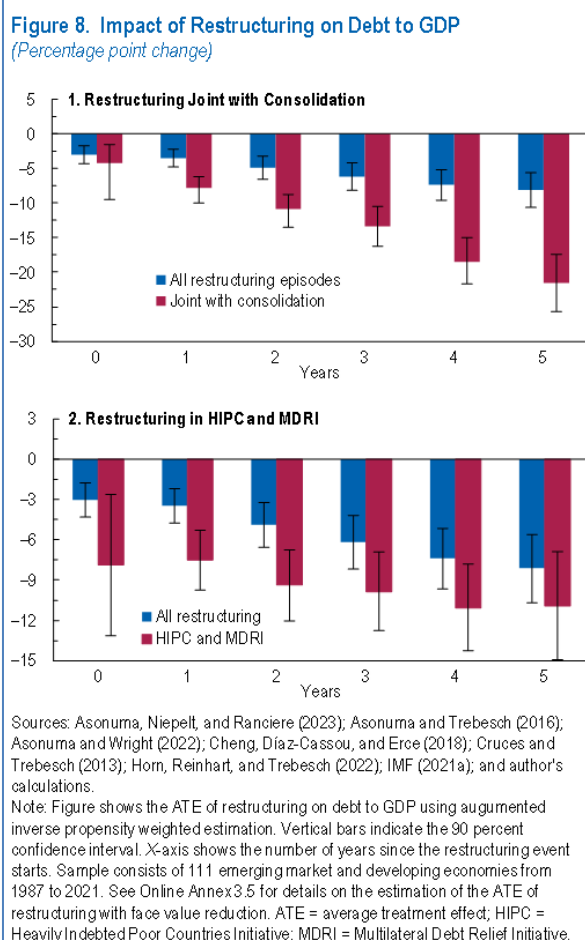 Figure 8. Impact of Restructuring on Debt to GDP
(Percentage point change)
1. Restructuring Joint with Consolidation
5
0
–5
–10
–15
–20
–25
–30
All restructuring episodes
Joint with consolidation
0 1 2 3 4 5
Years
2. Restructuring in HIPC and MDRI
3
0
–3
–6
–9
–12
–15
All restructuring
HIPC and MDRI
0 1 2 3 4 5
Years
Sources: Asonuma, Niepelt, and Ranciere (2023); Asonuma and Trebesch (2016);
Asonuma and Wright (2022); Cheng, Díaz-Cassou, and Erce (2018); Cruces and
Trebesch (2013); Horn, Reinhart, and Trebesch (2022); IMF (2021a); and author's
calculations.
Note: Figure shows the ATE of restructuring on debt to GDP using augumented
inverse propensity weighted estimation. Vertical bars indicate the 90 percent
confidence interval. X-axis shows the number of years since the restructuring event
starts. Sample consists of 111 emerging market and developing economies from
1987 to 2021. See Online Annex 3.5 for details on the estimation of the ATE of
restructuring with face value reduction. ATE = average treatment effect; HIPC =
Heavily Indebted Poor Countries Initiative; MDRI = Multilateral Debt Relief Initiative.